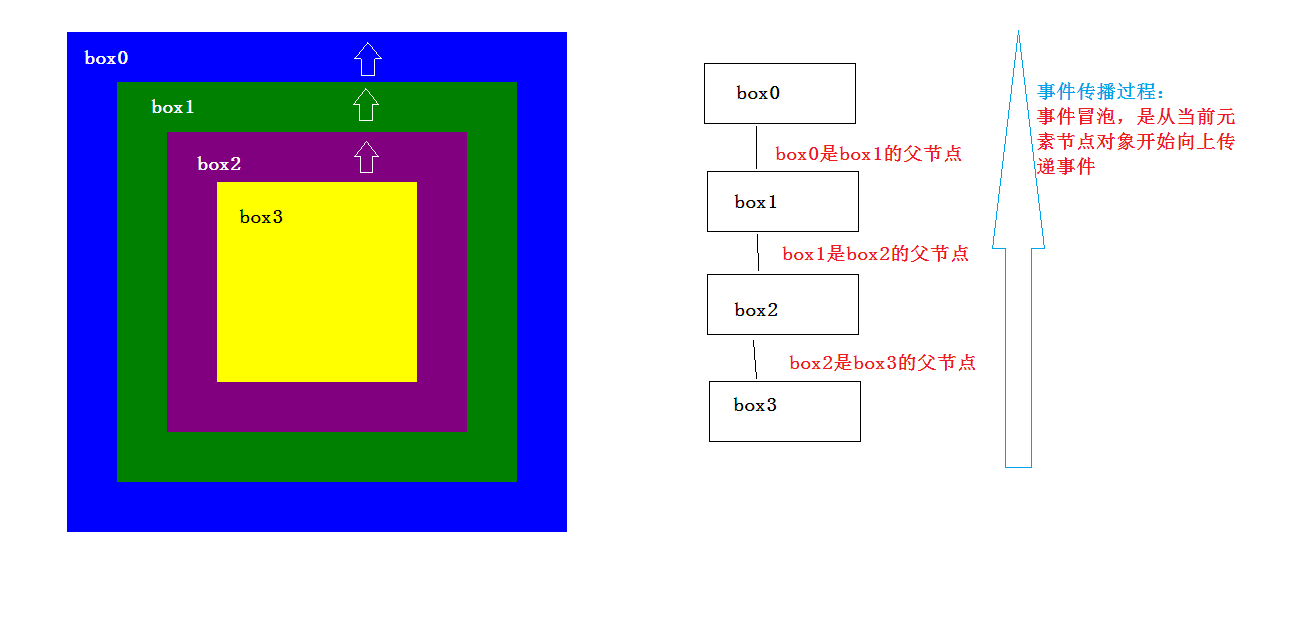 box0
box1
box2
box3
box0
box0是box1的父节点
box1
box1是box2的父节点
box2
box2是box3的父节点
box3
事件传播过程:
事件冒泡，是从当前元
素节点对象开始向上传
递事件